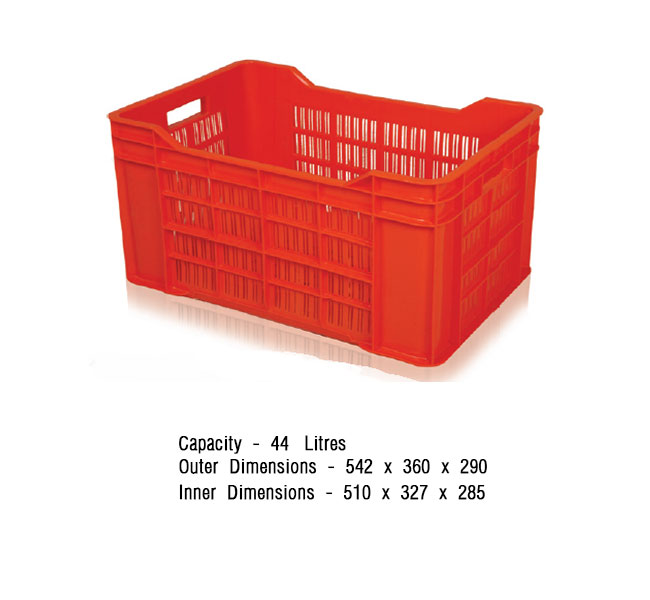 Capacity - 44 Litres
Outer Dimensions - 542 x 360 x 290
Inner Dimensions - 510 x 327 x 285